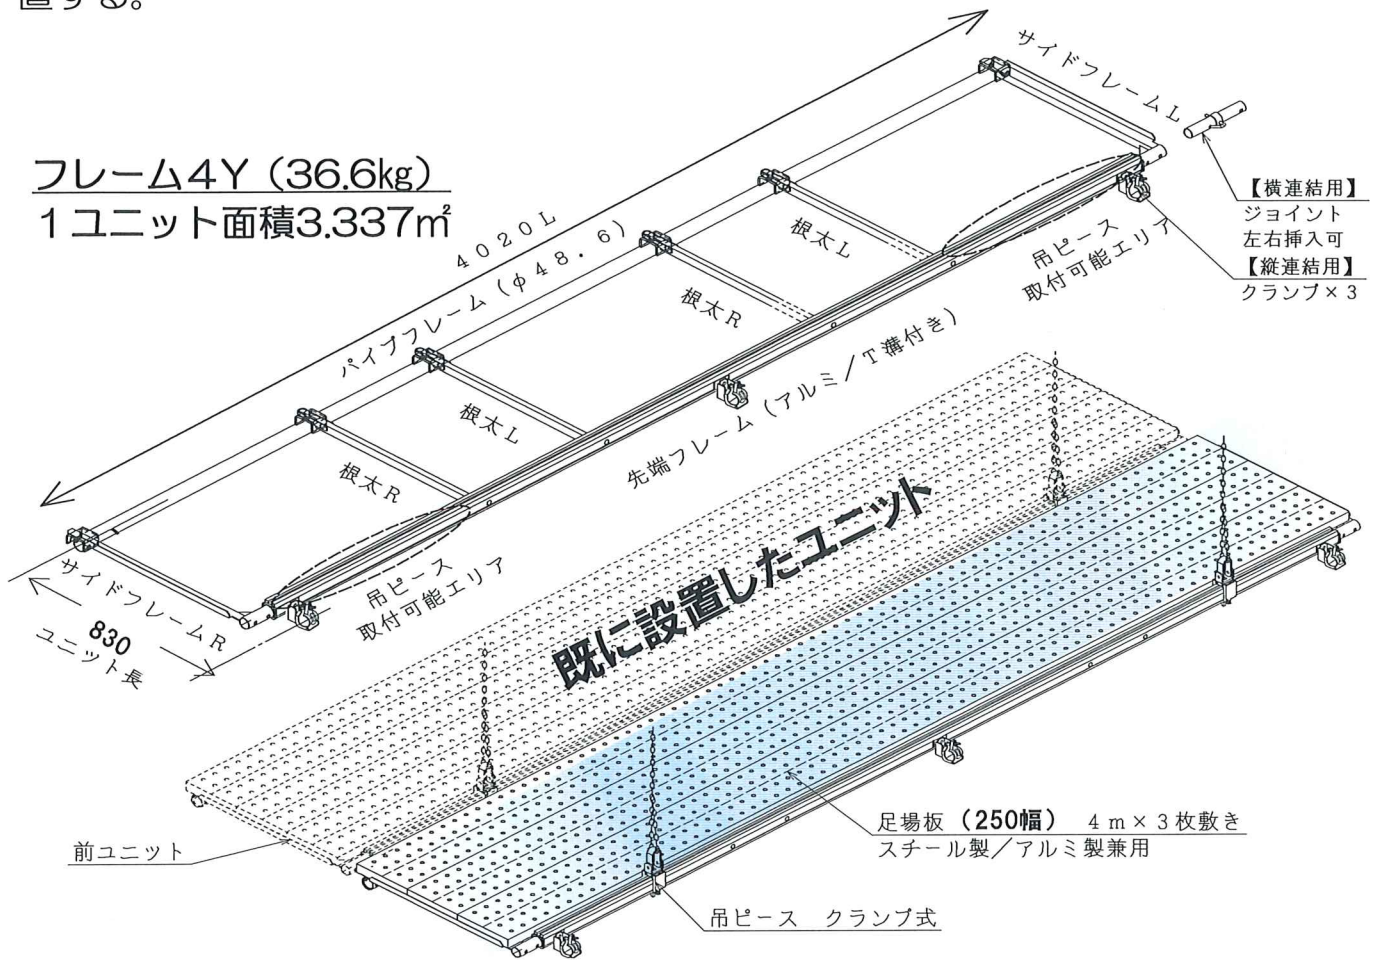 置する。
フレーム4Y（36.6㎏）
1ユニット面積3.337㎡
4020L
パイプフレーム（φ48.6）
サイドフレームL
【横連結用】
ジョイント
左右挿入可
【縦連結用】
クランプ×3
根太L
根太R
根太L
根太R
吊ピース
取付可能エリア
先端フレーム（アルミ／T溝付き）
サイドフレームR
830
ユニット長
吊ピース
取付可能エリア
既に設置したユニット
前ユニット
足場板（250幅） 4m×3枚敷き
スチール製／アルミ製兼用
吊ピース クランプ式